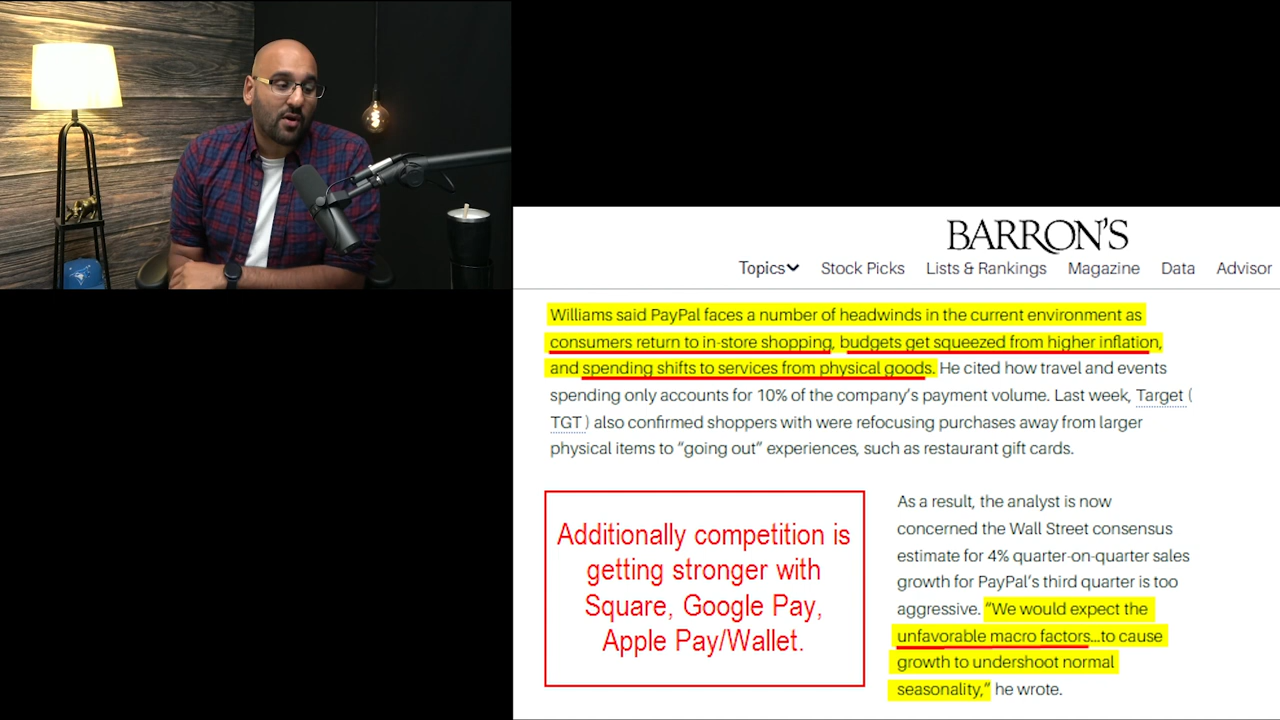 BARRON'S
Topics Stock Picks Lists & Rankings Magazine Data Advisor
Williams said PayPal faces a number of headwinds in the current environment as
consumers return to in-store shopping, budgets get squeezed from higher inflation,
and spending shifts to services from physical goods. He cited how travel and events
spending only accounts for 10% of the company’s payment volume. Last week, Target (
TGT ) also confirmed shoppers with were refocusing purchases away from larger
physical items to “going out” experiences, such as restaurant gift cards.
Additionally competition is
getting stronger with
Square, Google Pay,
Apple Pay/Wallet.
As a result, the analyst is now
concerned the Wall Street consensus
estimate for 4% quarter-on-quarter sales
growth for PayPal’s third quarter is too
aggressive. “We would expect the
unfavorable macro factors...to cause
growth to undershoot normal
seasonality,” he wrote.